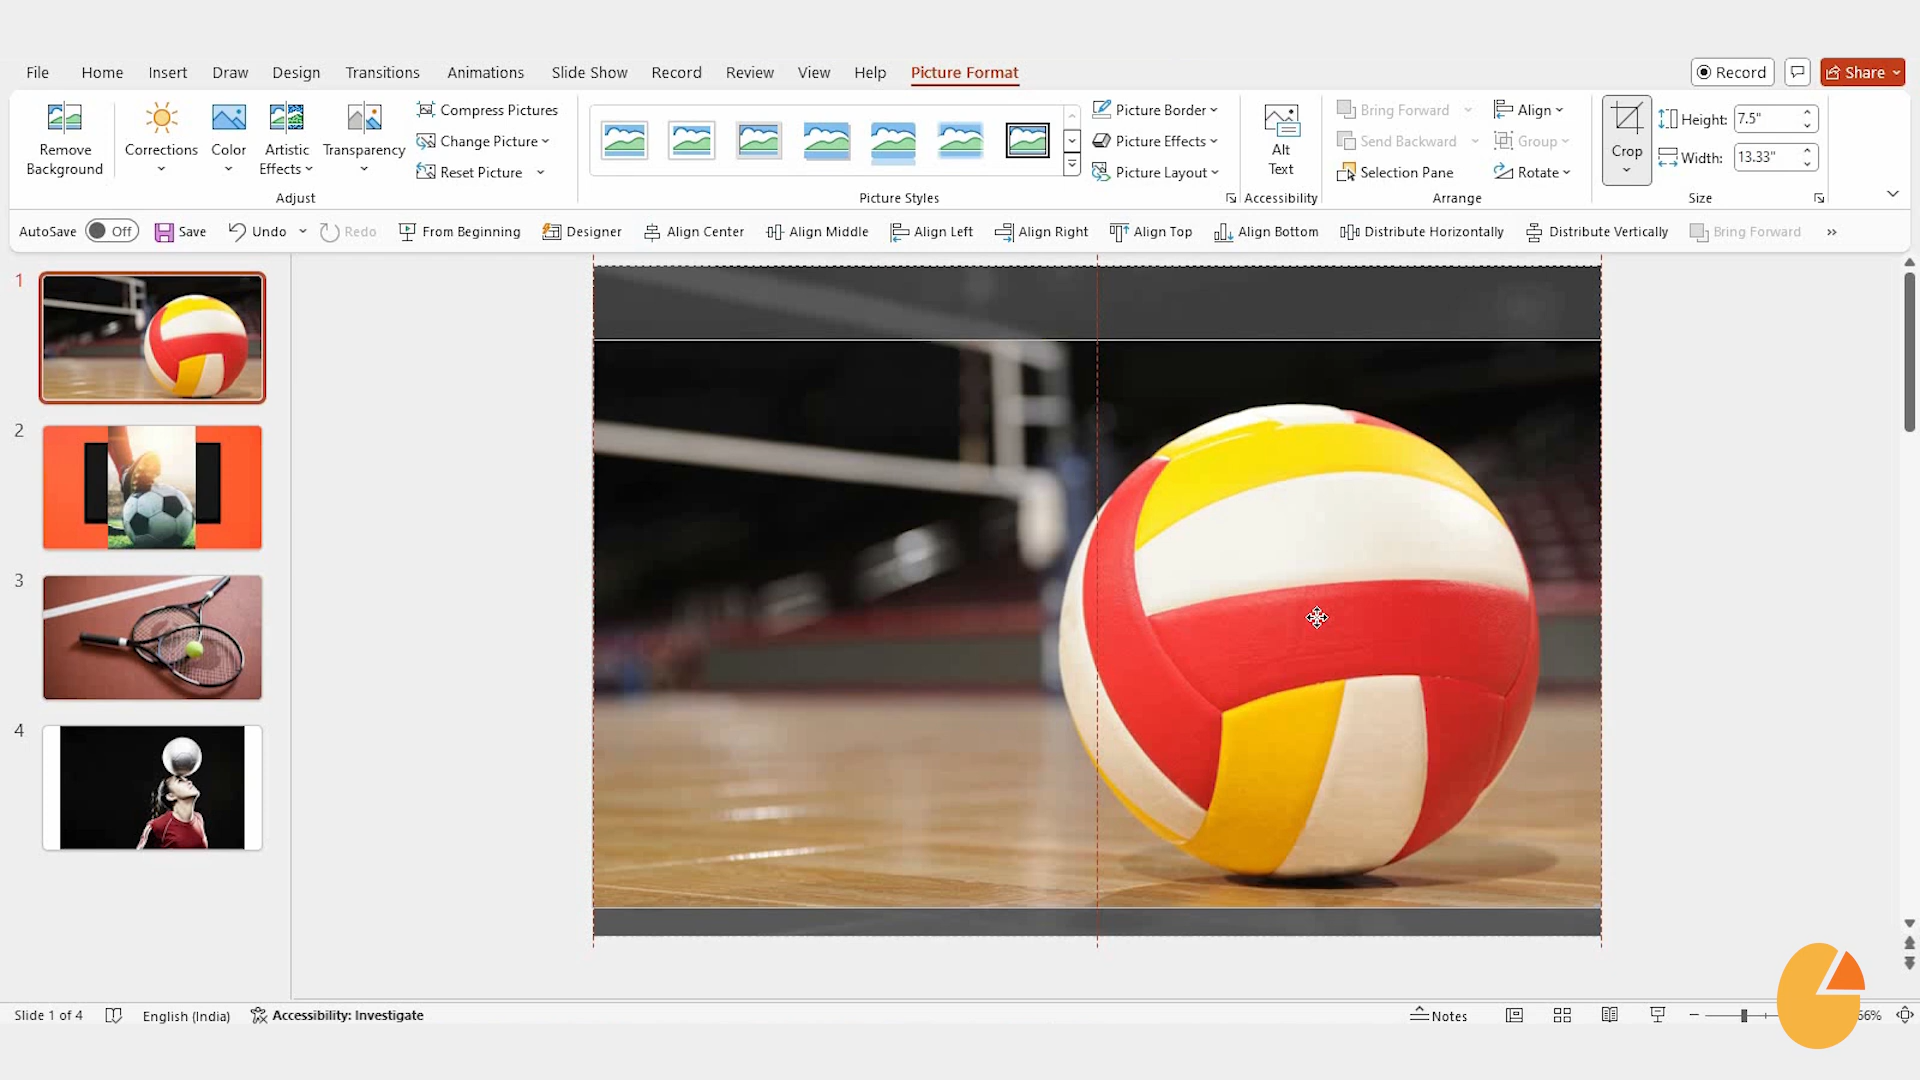 File Home Insert Draw Design Transitions Animations Slide Show Record Review View Help Picture Format Record Share
Remove Background
Corrections
Color
Artistic Effects
Transparency
Compress Pictures
Change Picture
Reset Picture
Adjust
Picture Styles
Picture Border
Picture Effects
Picture Layout
Alt Text
Accessibility
Bring Forward
Send Backward
Selection Pane
Align
Group
Rotate
Arrange
Crop
Height: 7.5"
Width: 13.33"
Size
AutoSave Off Save Undo Redo From Beginning Designer Align Center Align Middle Align Left Align Right Align Top Align Bottom Distribute Horizontally Distribute Vertically Bring Forward
1
2
3
4
Slide 1 of 4 English (India) Accessibility: Investigate Notes